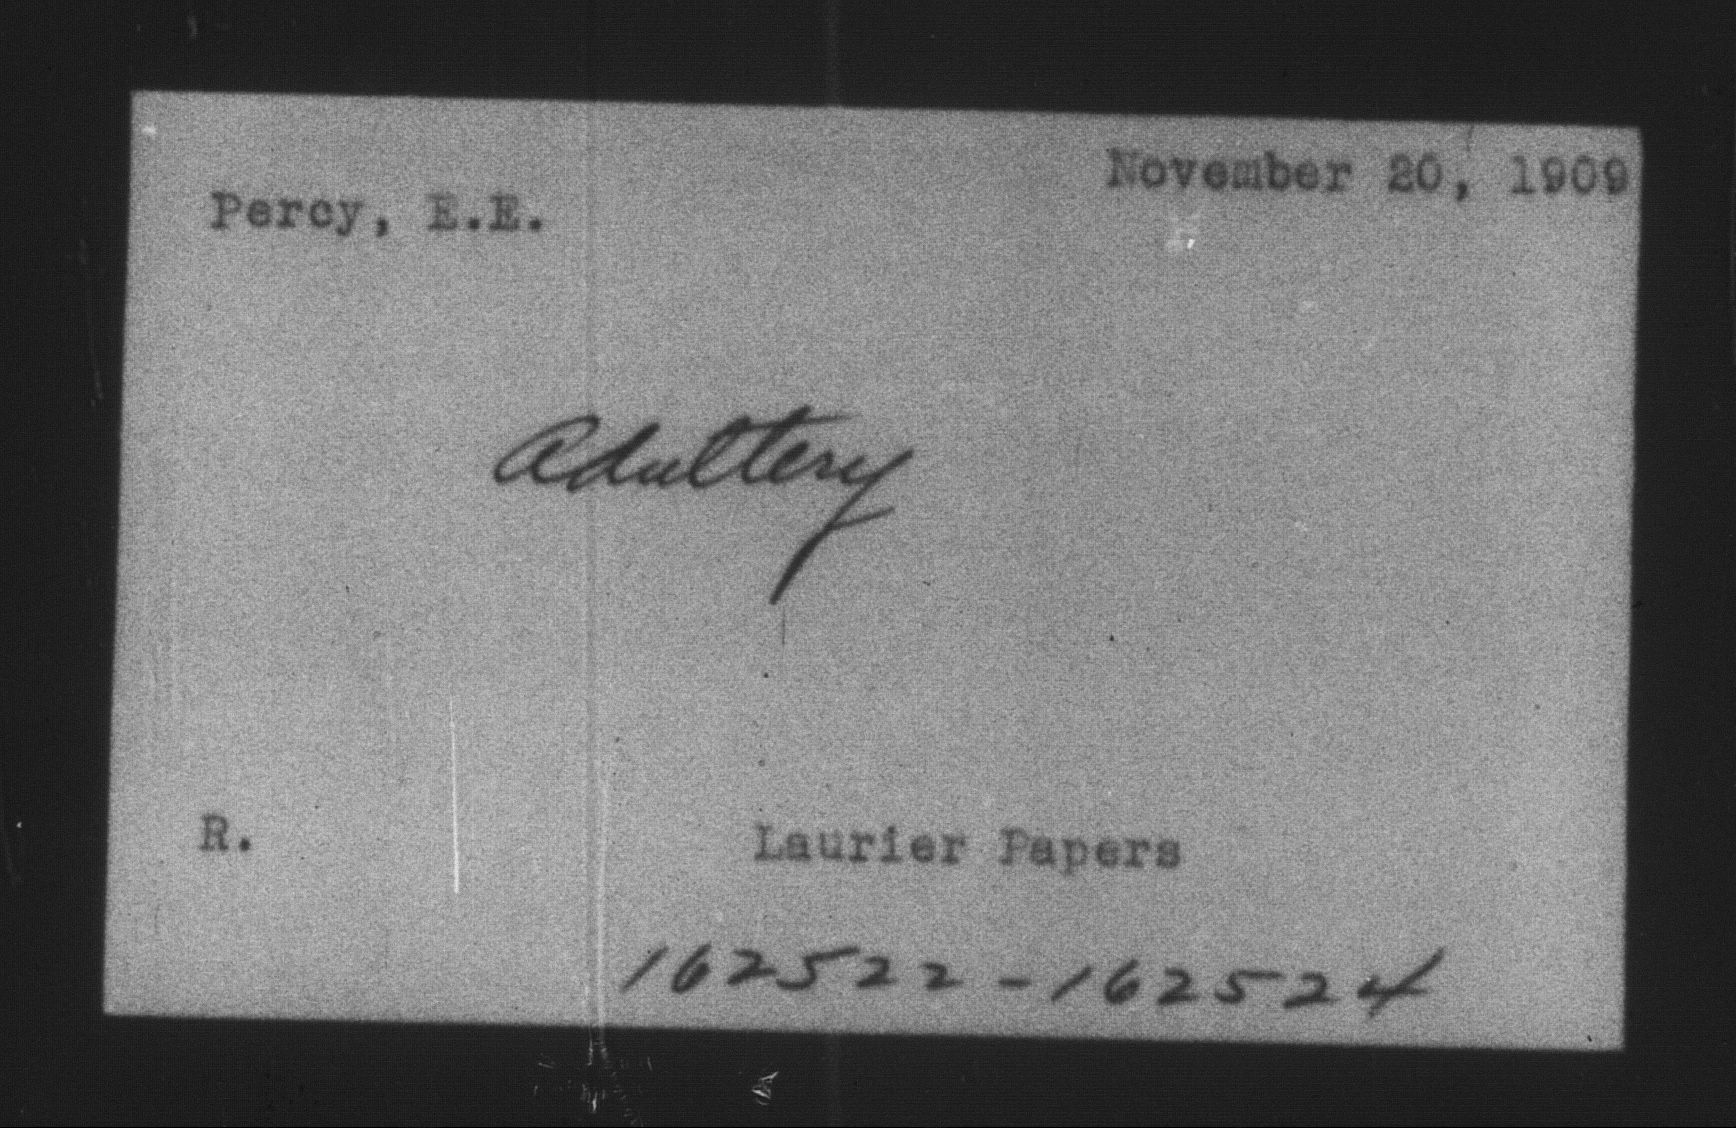 November 20, 1909
Percy, E.E.
Adultery
R.
Laurier Papers
162522-162524